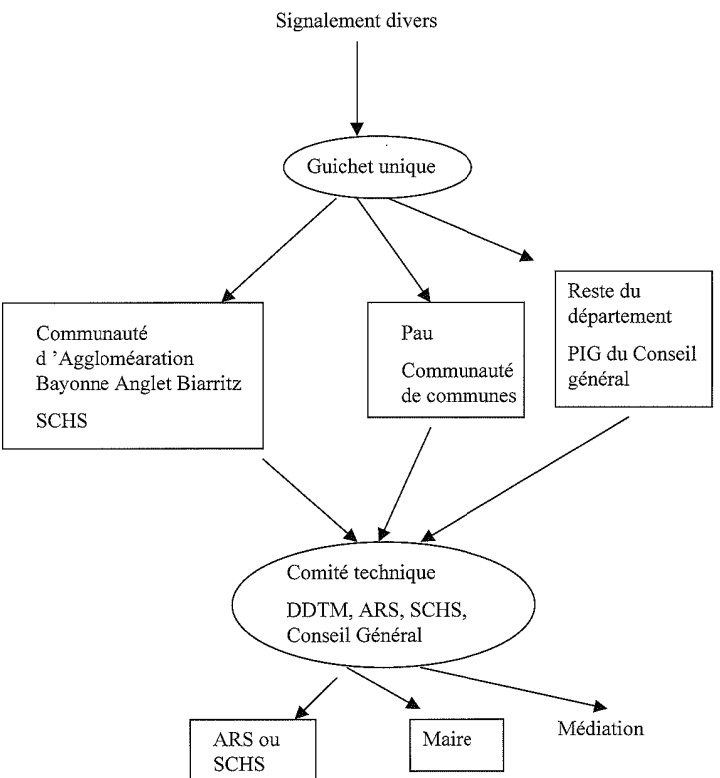 Signalement divers
Guichet unique
Communauté
d ’Aggloméaration
Bayonne Anglet Biarritz
SCHS
Pau
Communauté
de communes
Reste du
département
PIG du Conseil
général
Comité technique
DDTM, ARS, SCHS,
Conseil Général
ARS ou
SCHS
Maire
Médiation